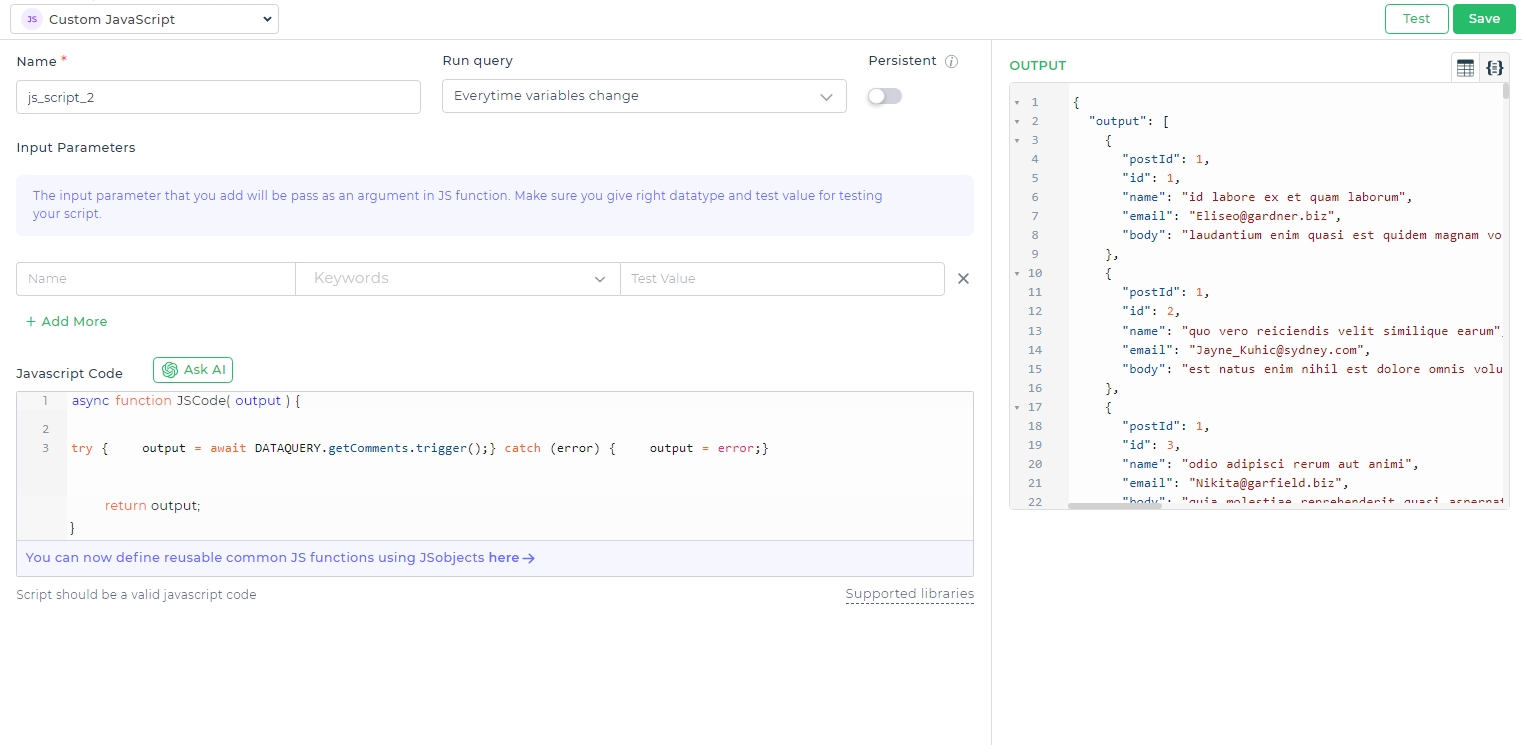 JS Custom JavaScript
Test Save
Name *
Run query
Persistent i
js_script_2
Everytime variables change
Input Parameters
The input parameter that you add will be pass as an argument in JS function. Make sure you give right datatype and test value for testing
your script.
Name Keywords Test Value
+ Add More
Javascript Code Ask AI
1 async function JSCode( output ) {
2
3 try { output = await DATAQUERY.getComments.trigger();} catch (error) { output = error;}
return output;
}
You can now define reusable common JS functions using JSobjects here→
Script should be a valid javascript code
Supported libraries
OUTPUT
1 {
2 "output": [
3 {
4 "postId": 1,
5 "id": 1,
6 "name": "id labore ex et quam laborum",
7 "email": "Eliseo@gardner.biz",
8 "body": "laudantium enim quasi est quidem magnam vo
9 },
10 {
11 "postId": 1,
12 "id": 2,
13 "name": "quo vero reiciendis velit similique earum",
14 "email": "Jayne_Kuhic@sydney.com",
15 "body": "est natus enim nihil est dolore omnis volu
16 },
17 {
18 "postId": 1,
19 "id": 3,
20 "name": "odio adipisci rerum aut animi",
21 "email": "Nikita@garfield.biz",
22 "body": "quia molestiae reprehenderit quasi aspernat